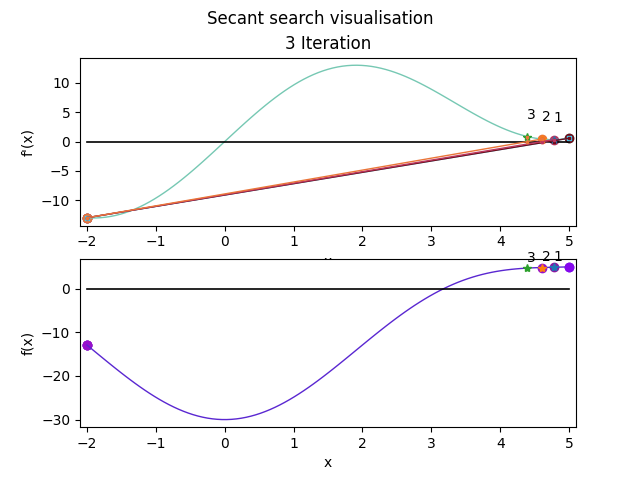 Secant search visualisation
3 Iteration
f'(x)
10
5
0
−5
−10
3 2 1
−2 −1 0 1 2 3 4 5
f(x)
0
−10
−20
−30
3 2 1
−2 −1 0 1 2 3 4 5
x